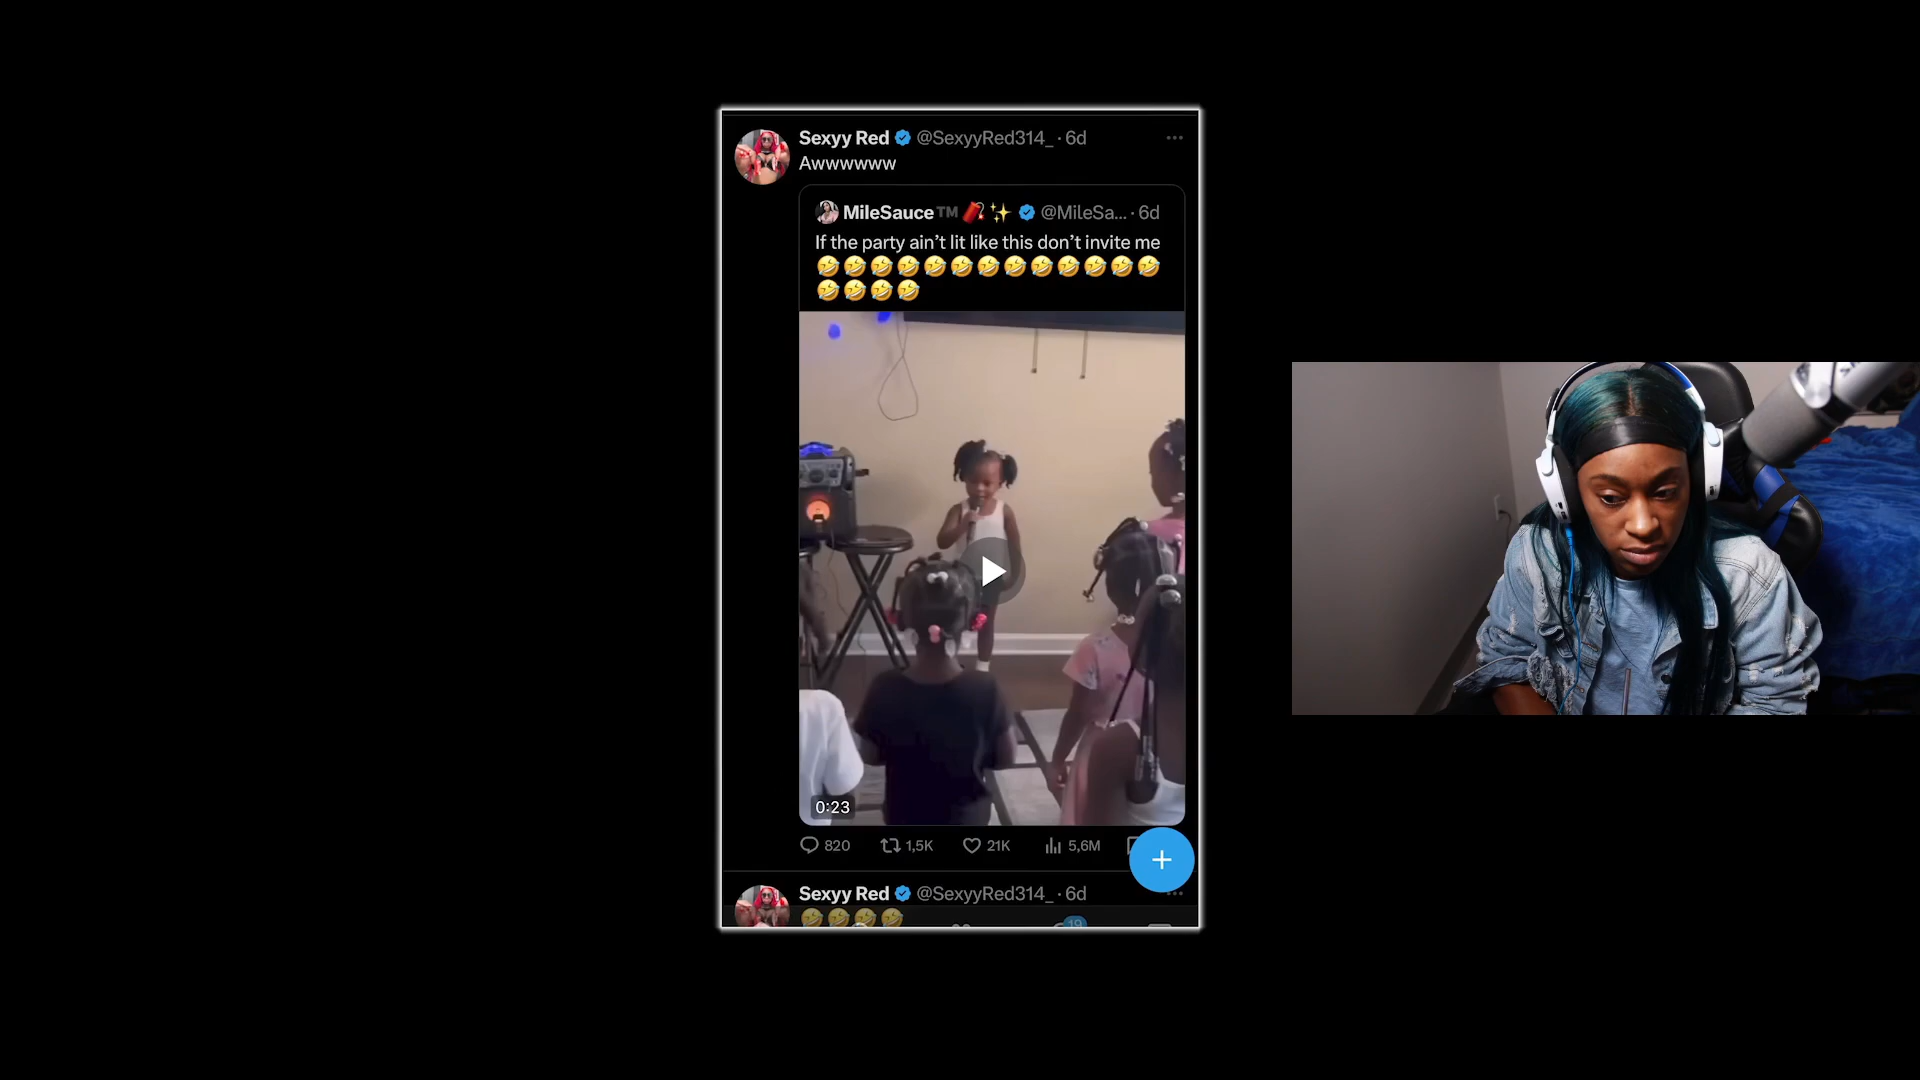 Sexyy Red @SexyyRed314_ · 6d
Awwwwww
MileSauce™️🧨✨ @MileSa... · 6d
If the party ain’t lit like this don’t invite me
🤣🤣🤣🤣🤣🤣🤣🤣🤣🤣🤣🤣🤣
🤣🤣🤣🤣
0:23
820 1,5K 21K 5,6M
Sexyy Red @SexyyRed314_ · 6d
🤣🤣🤣🤣
19